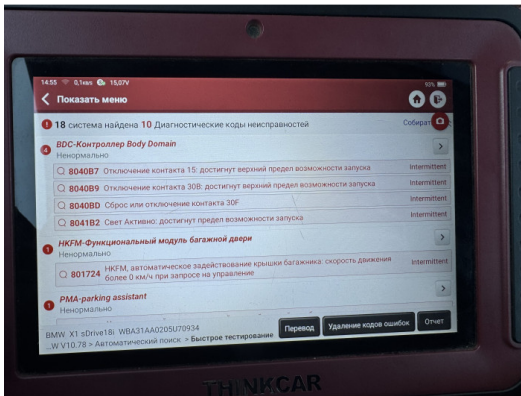 14:55 0,1кв/с 15,07V 93%
Показать меню
18 система найдена 10 Диагностические коды неисправностей
4 BDC-Контроллер Body Domain
Ненормально
8040B7 Отключение контакта 15: достигнут верхний предел возможности запуска Intermittent
8040B9 Отключение контакта 30B: достигнут верхний предел возможности запуска Intermittent
8040BD Сброс или отключение контакта 30F Intermittent
8041B2 Свет Активно: достигнут предел возможности запуска Intermittent
1 HKFM-Функциональный модуль багажной двери
Ненормально
801724 HKFM, автоматическое задействование крышки багажника: скорость движения более 0 км/ч при запросе на управление Intermittent
1 PMA-parking assistant
Ненормально
BMW X1 sDrive18i WBA31AA0205U70934
...W V10.78 > Автоматический поиск > Быстрое тестирование
Перевод Удаление кодов ошибок Отчет
THINKCAR